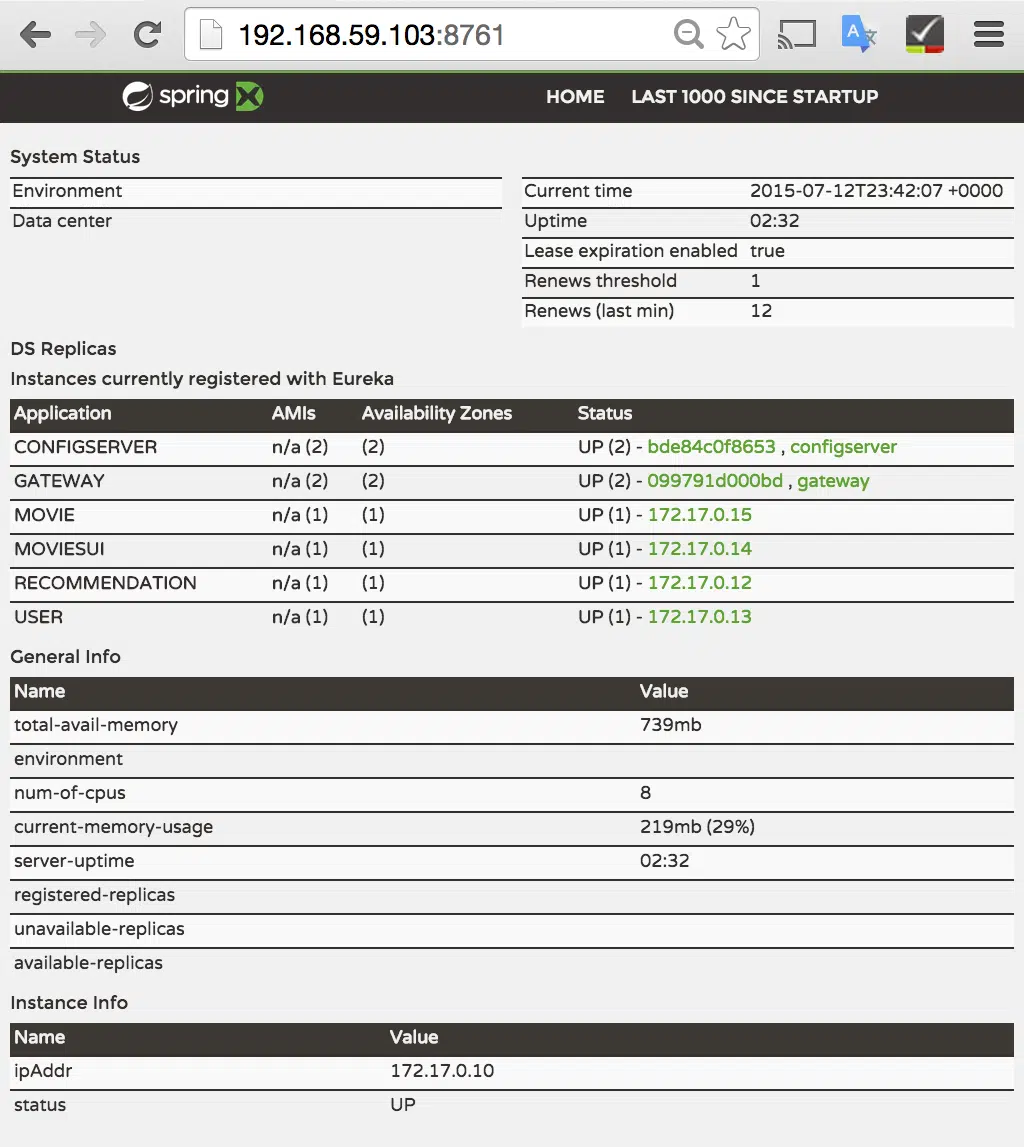 192.168.59.103:8761
spring
HOME LAST 1000 SINCE STARTUP
System Status
Environment
Data center
Current time 2015-07-12T23:42:07 +0000
Uptime 02:32
Lease expiration enabled true
Renews threshold 1
Renews (last min) 12
DS Replicas
Instances currently registered with Eureka
Application AMIs Availability Zones Status
CONFIGSERVER n/a (2) (2) UP (2) - bde84c0f8653 , configserver
GATEWAY n/a (2) (2) UP (2) - 099791d000bd , gateway
MOVIE n/a (1) (1) UP (1) - 172.17.0.15
MOVIESUI n/a (1) (1) UP (1) - 172.17.0.14
RECOMMENDATION n/a (1) (1) UP (1) - 172.17.0.12
USER n/a (1) (1) UP (1) - 172.17.0.13
General Info
Name Value
total-avail-memory 739mb
environment
num-of-cpus 8
current-memory-usage 219mb (29%)
server-uptime 02:32
registered-replicas
unavailable-replicas
available-replicas
Instance Info
Name Value
ipAddr 172.17.0.10
status UP